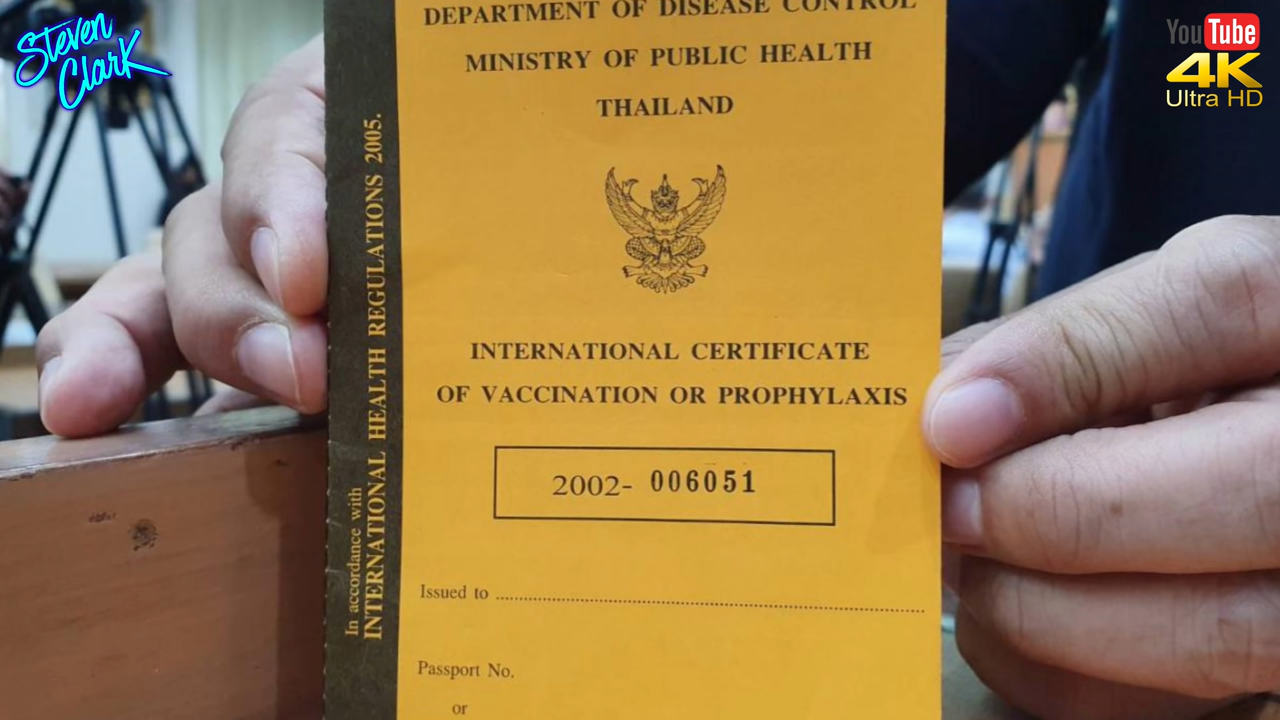 Steven
Clark
YouTube
4K
Ultra HD
DEPARTMENT OF DISEASE CONTROL
MINISTRY OF PUBLIC HEALTH
THAILAND
In accordance with
INTERNATIONAL HEALTH REGULATIONS 2005.
INTERNATIONAL CERTIFICATE
OF VACCINATION OR PROPHYLAXIS
2002- 006051
Issued to ................................................................
Passport No.
or